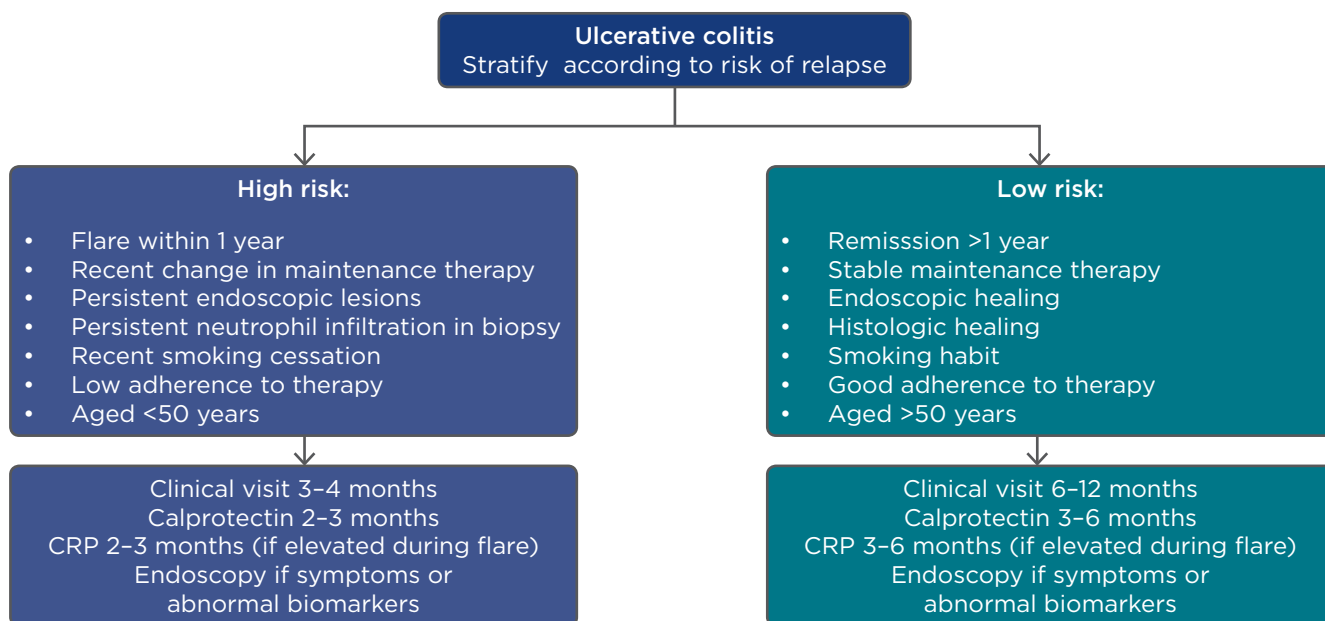 Ulcerative colitis
Stratify according to risk of relapse
High risk:
• Flare within 1 year
• Recent change in maintenance therapy
• Persistent endoscopic lesions
• Persistent neutrophil infiltration in biopsy
• Recent smoking cessation
• Low adherence to therapy
• Aged <50 years
Low risk:
• Remisssion >1 year
• Stable maintenance therapy
• Endoscopic healing
• Histologic healing
• Smoking habit
• Good adherence to therapy
• Aged >50 years
Clinical visit 3–4 months
Calprotectin 2–3 months
CRP 2–3 months (if elevated during flare)
Endoscopy if symptoms or
abnormal biomarkers
Clinical visit 6–12 months
Calprotectin 3–6 months
CRP 3–6 months (if elevated during flare)
Endoscopy if symptoms or
abnormal biomarkers